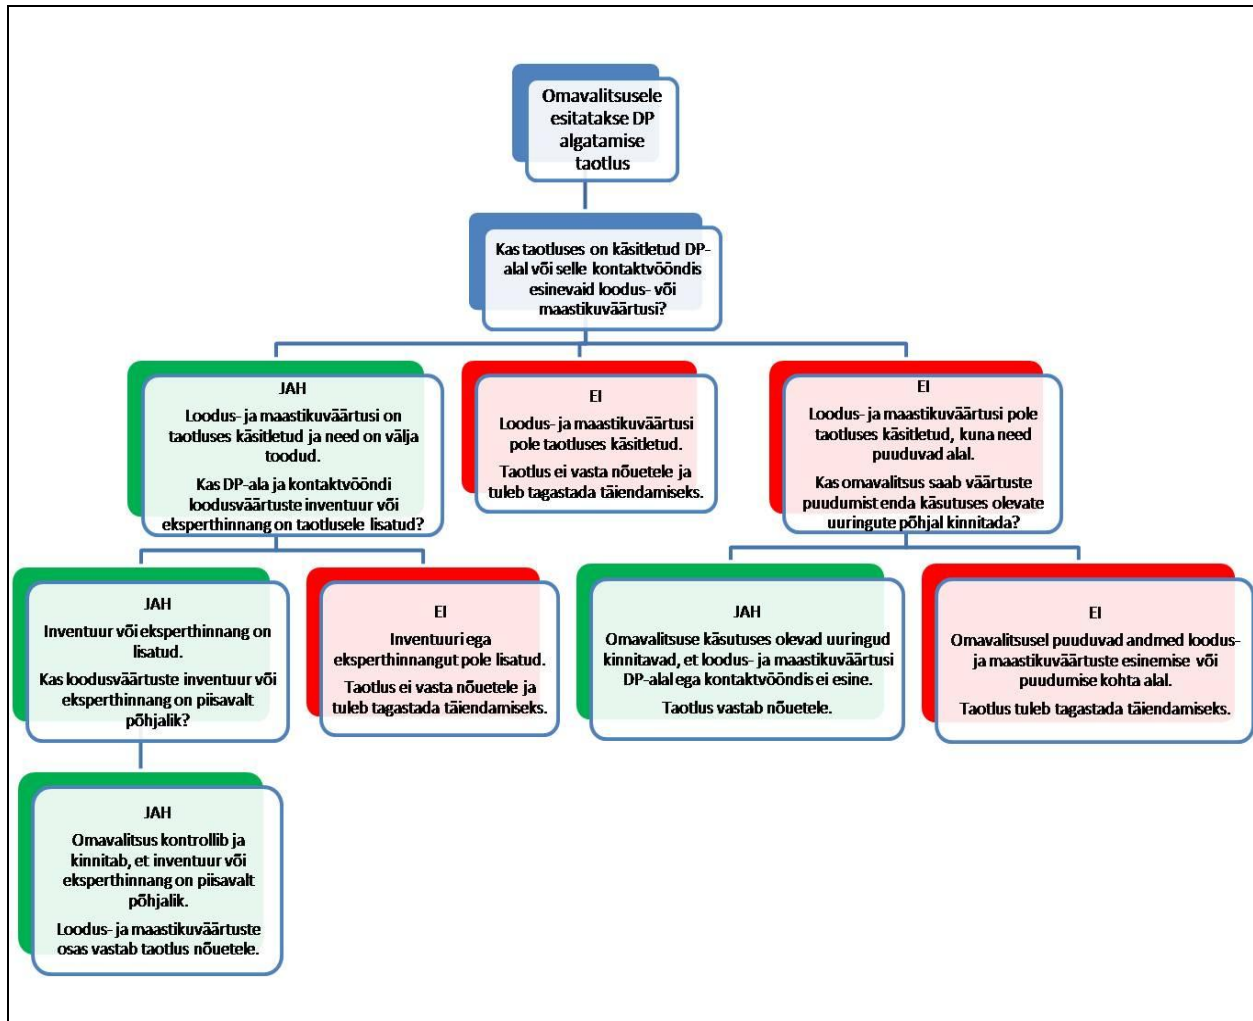 Omavalitsusele
esitatakse DP
algatamise
taotlus
Kas taotluses on käsitletud DP-
alal või selle kontaktvööndis
esinevaid loodus- või
maastikuväärtusi?
JAH
Loodus- ja maastikuväärtusi on
taotluses käsitletud ja need on välja
toodud.
Kas DP-ala ja kontaktvööndi
loodusväärtuste inventuur või
eksperthinnang on taotlusele lisatud?
EI
Loodus- ja maastikuväärtusi
pole taotluses käsitletud.
Taotlus ei vasta nõuetele ja
tuleb tagastada täiendamiseks.
EI
Loodus- ja maastikuväärtusi pole
taotluses käsitletud, kuna need
puuduvad alal.
Kas omavalitsus saab väärtuste
puudumist enda käsutuses olevate
uuringute põhjal kinnitada?
JAH
Inventuur või eksperthinnang on
lisatud.
Kas loodusväärtuste inventuur või
eksperthinnang on piisavalt
põhjalik?
EI
Inventuuri ega
eksperthinnangut pole lisatud.
Taotlus ei vasta nõuetele ja
tuleb tagastada täiendamiseks.
JAH
Omavalitsuse käsutuses olevad uuringud
kinnitavad, et loodus- ja maastikuväärtusi
DP-alal ega kontaktvööndis ei esine.
Taotlus vastab nõuetele.
EI
Omavalitsusel puuduvad andmed loodus-
ja maastikuväärtuste esinemise või
puudumise kohta alal.
Taotlus tuleb tagastada täiendamiseks.
JAH
Omavalitsus kontrollib ja
kinnitab, et inventuur või
eksperthinnang on piisavalt
põhjalik.
Loodus- ja maastikuväärtuste
osas vastab taotlus nõuetele.